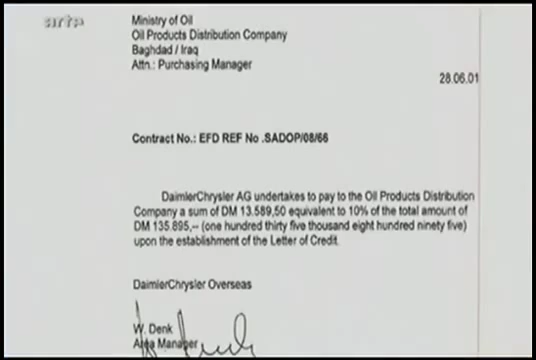 arte
Ministry of Oil
Oil Products Distribution Company
Baghdad / Iraq
Attn.: Purchasing Manager
28.06.01
Contract No.: EFD REF No .SADOP/08/66
DaimlerChrysler AG undertakes to pay to the Oil Products Distribution
Company a sum of DM 13.589,50 equivalent to 10% of the total amount of
DM 135.895,-- (one hundred thirty five thousand eight hundred ninety five)
upon the establishment of the Letter of Credit.
DaimlerChrysler Overseas
W. Denk
Area Manager